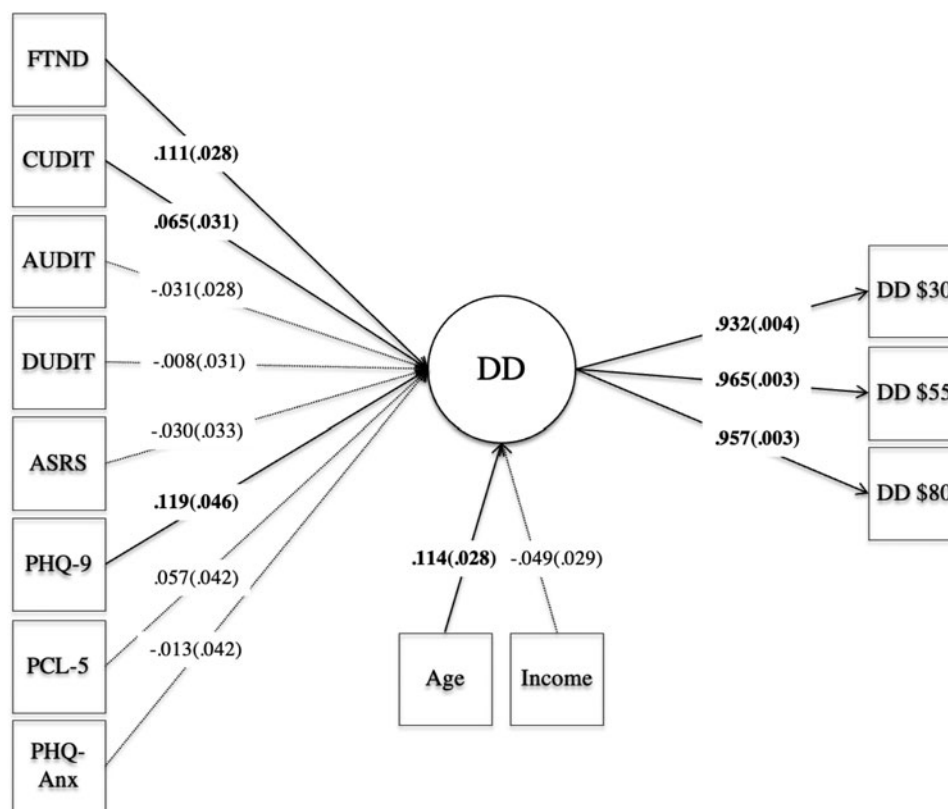 FTND
CUDIT
AUDIT
DUDIT
ASRS
PHQ-9
PCL-5
PHQ-
Anx
.111(.028)
.065(.031)
-.031(.028)
-.008(.031)
-.030(.033)
.119(.046)
.057(.042)
-.013(.042)
DD
.114(.028)
-.049(.029)
Age
Income
.932(.004)
.965(.003)
.957(.003)
DD $30
DD $55
DD $80